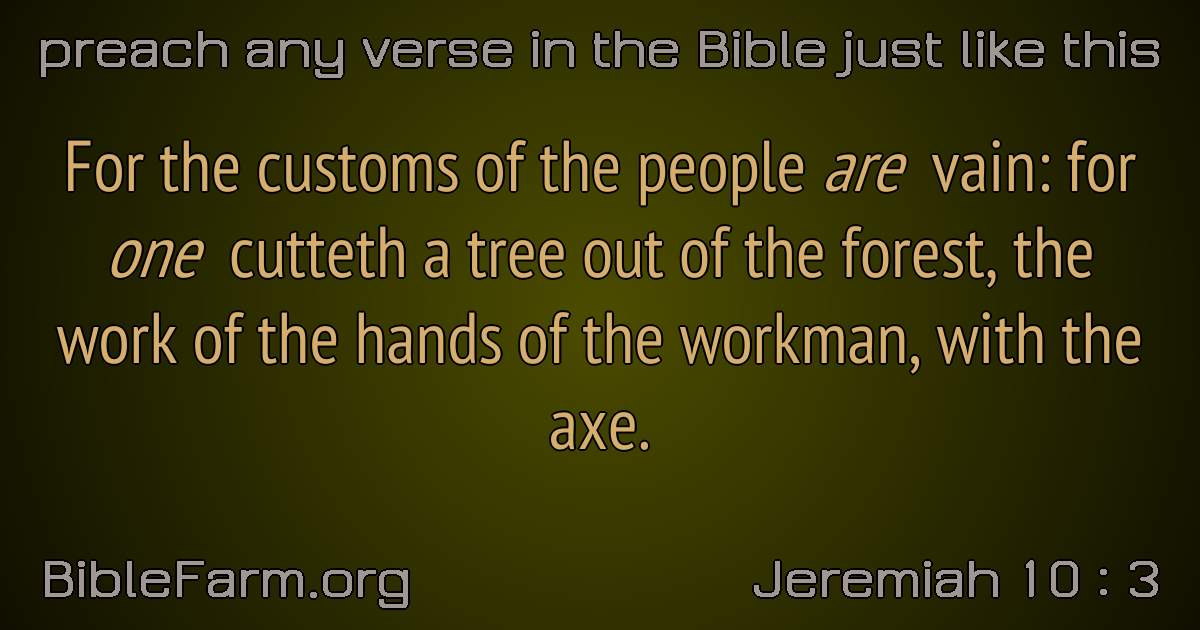 preach any verse in the Bible just like this
For the customs of the people are vain: for
one cutteth a tree out of the forest, the
work of the hands of the workman, with the
axe.
BibleFarm.org
Jeremiah 10 : 3